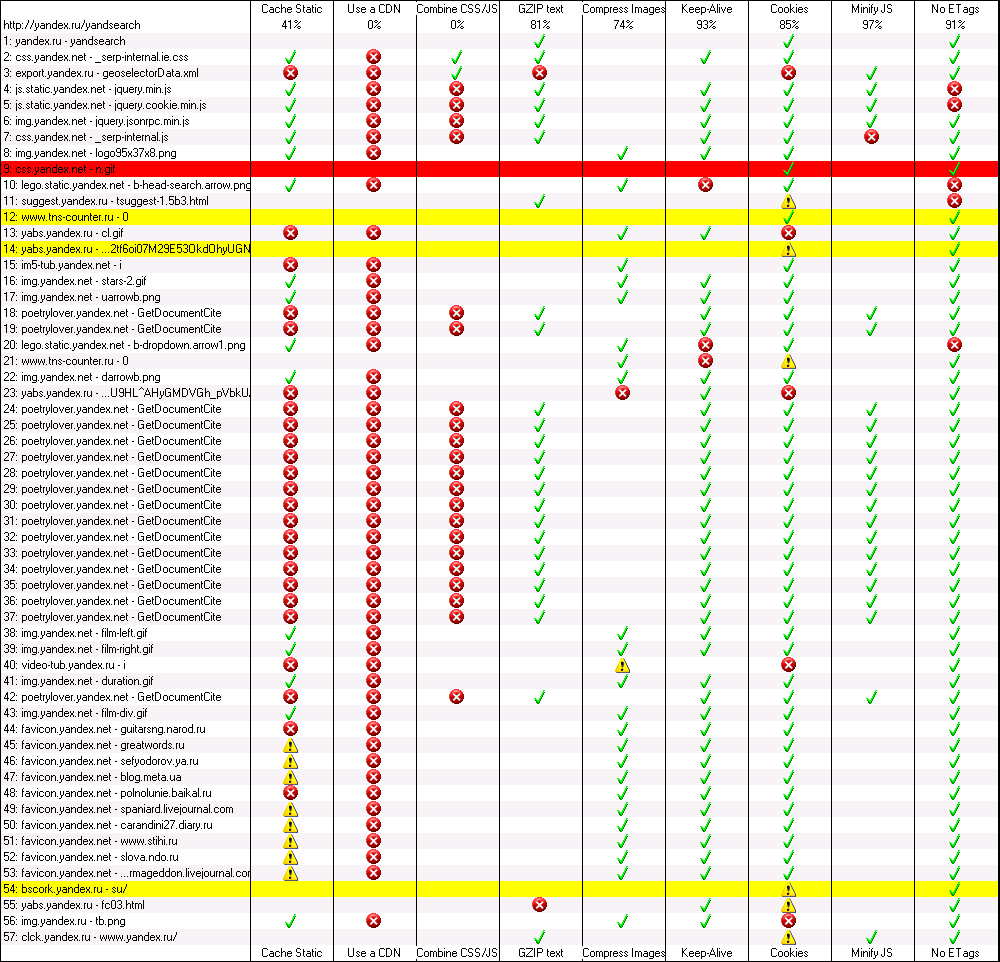 Cache Static Use a CDN Combine CSS/JS GZIP text Compress Images Keep-Alive Cookies Minify JS No ETags
http://yandex.ru/yandsearch 41% 0% 0% 81% 74% 93% 85% 97% 91%
1: yandex.ru - yandsearch
2: css.yandex.net - _serp-internal.ie.css
3: export.yandex.ru - geoselectorData.xml
4: js.static.yandex.net - jquery.min.js
5: js.static.yandex.net - jquery.cookie.min.js
6: img.yandex.net - jquery.jsonrpc.min.js
7: css.yandex.net - _serp-internal.js
8: img.yandex.net - logo95x37x8.png
9: css.yandex.net - n.gif
10: lego.static.yandex.net - b-head-search.arrow.png
11: suggest.yandex.net - tsuggest-1.5b3.html
12: www.tns-counter.ru - 0
13: yabs.yandex.ru - cl.gif
14: yabs.yandex.ru - ...2tf6oi07M29E53OkdOhyUGN
15: im5-tub.yandex.net - i
16: img.yandex.net - stars-2.gif
17: img.yandex.net - uarrowb.png
18: poetrylover.yandex.net - GetDocumentCite
19: poetrylover.yandex.net - GetDocumentCite
20: lego.static.yandex.net - b-dropdown.arrow1.png
21: www.tns-counter.ru - 0
22: img.yandex.net - darrowb.png
23: yabs.yandex.ru - ...U9HL^AHyGMDVGh_pVbkU
24: poetrylover.yandex.net - GetDocumentCite
25: poetrylover.yandex.net - GetDocumentCite
26: poetrylover.yandex.net - GetDocumentCite
27: poetrylover.yandex.net - GetDocumentCite
28: poetrylover.yandex.net - GetDocumentCite
29: poetrylover.yandex.net - GetDocumentCite
30: poetrylover.yandex.net - GetDocumentCite
31: poetrylover.yandex.net - GetDocumentCite
32: poetrylover.yandex.net - GetDocumentCite
33: poetrylover.yandex.net - GetDocumentCite
34: poetrylover.yandex.net - GetDocumentCite
35: poetrylover.yandex.net - GetDocumentCite
36: poetrylover.yandex.net - GetDocumentCite
37: poetrylover.yandex.net - GetDocumentCite
38: img.yandex.net - film-left.gif
39: img.yandex.net - film-right.gif
40: video-tub.yandex.ru - i
41: img.yandex.net - duration.gif
42: poetrylover.yandex.net - GetDocumentCite
43: img.yandex.net - film-div.gif
44: favicon.yandex.net - guitarsng.narod.ru
45: favicon.yandex.net - greatwords.ru
46: favicon.yandex.net - sefyodorov.ya.ru
47: favicon.yandex.net - blog.meta.ua
48: favicon.yandex.net - polnolunie.baikal.ru
49: favicon.yandex.net - spaniard.livejournal.com
50: favicon.yandex.net - carandini27.diary.ru
51: favicon.yandex.net - www.stihi.ru
52: favicon.yandex.net - slova.ndo.ru
53: favicon.yandex.net - ...rmageddon.livejournal.com
54: bscork.yandex.ru - su/
55: yabs.yandex.ru - fc03.html
56: img.yandex.ru - tb.png
57: clck.yandex.ru - www.yandex.ru/
Cache Static Use a CDN Combine CSS/JS GZIP text Compress Images Keep-Alive Cookies Minify JS No ETags